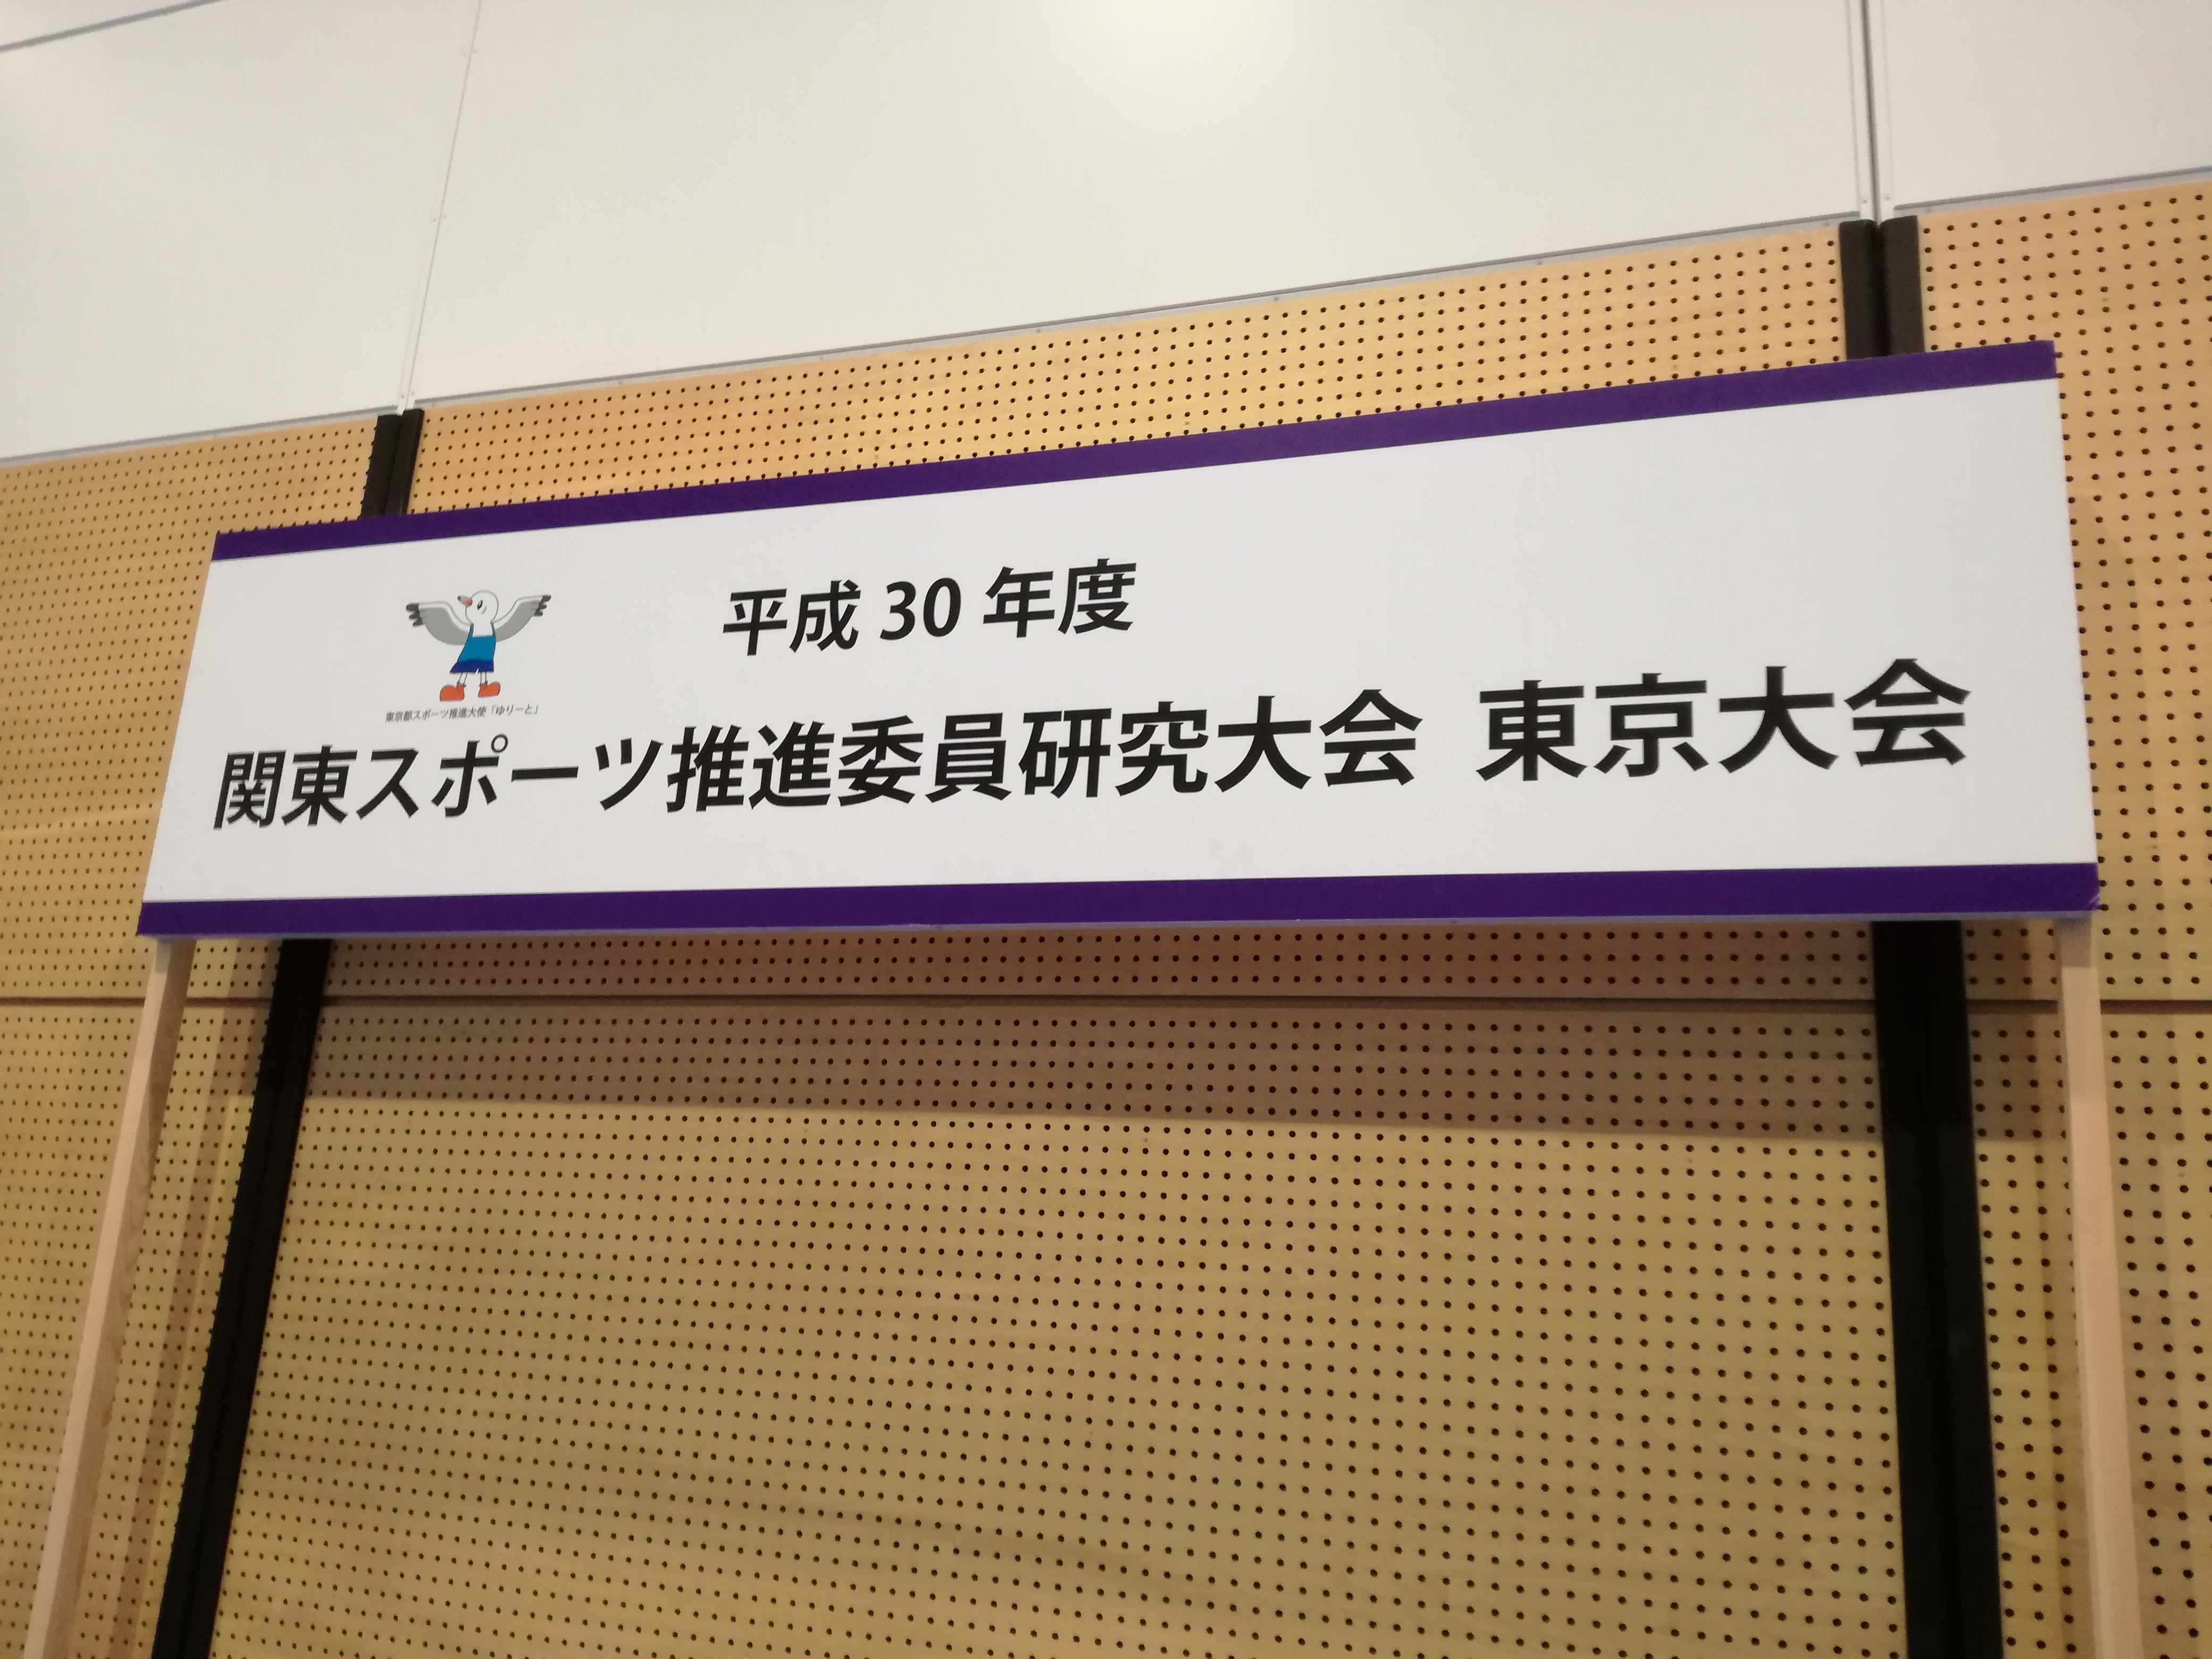 平成 30 年度
東京都スポーツ推進大使「ゆりーと」
関東スポーツ推進委員研究大会 東京大会